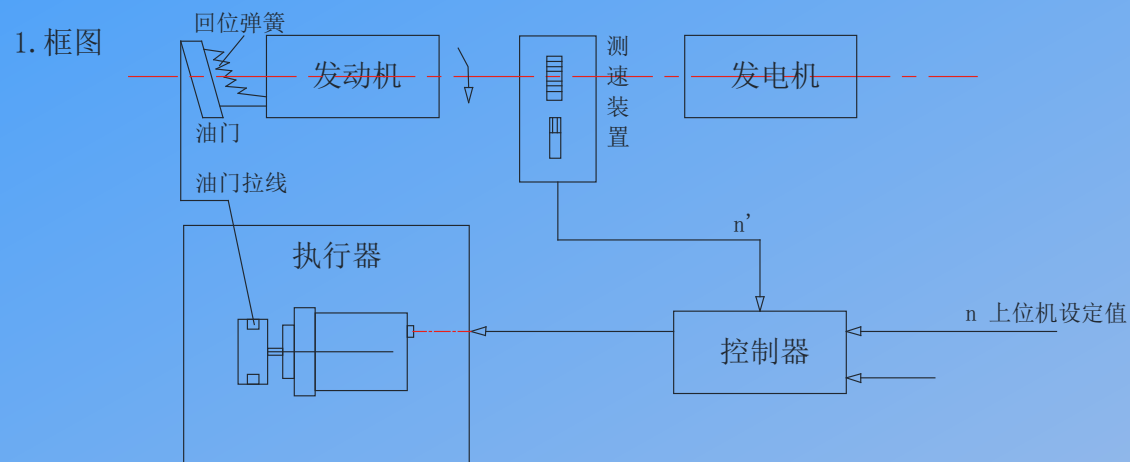 1.框图
回位弹簧
发动机
测速装置
发电机
油门
油门拉线
执行器
n'
n 上位机设定值
控制器